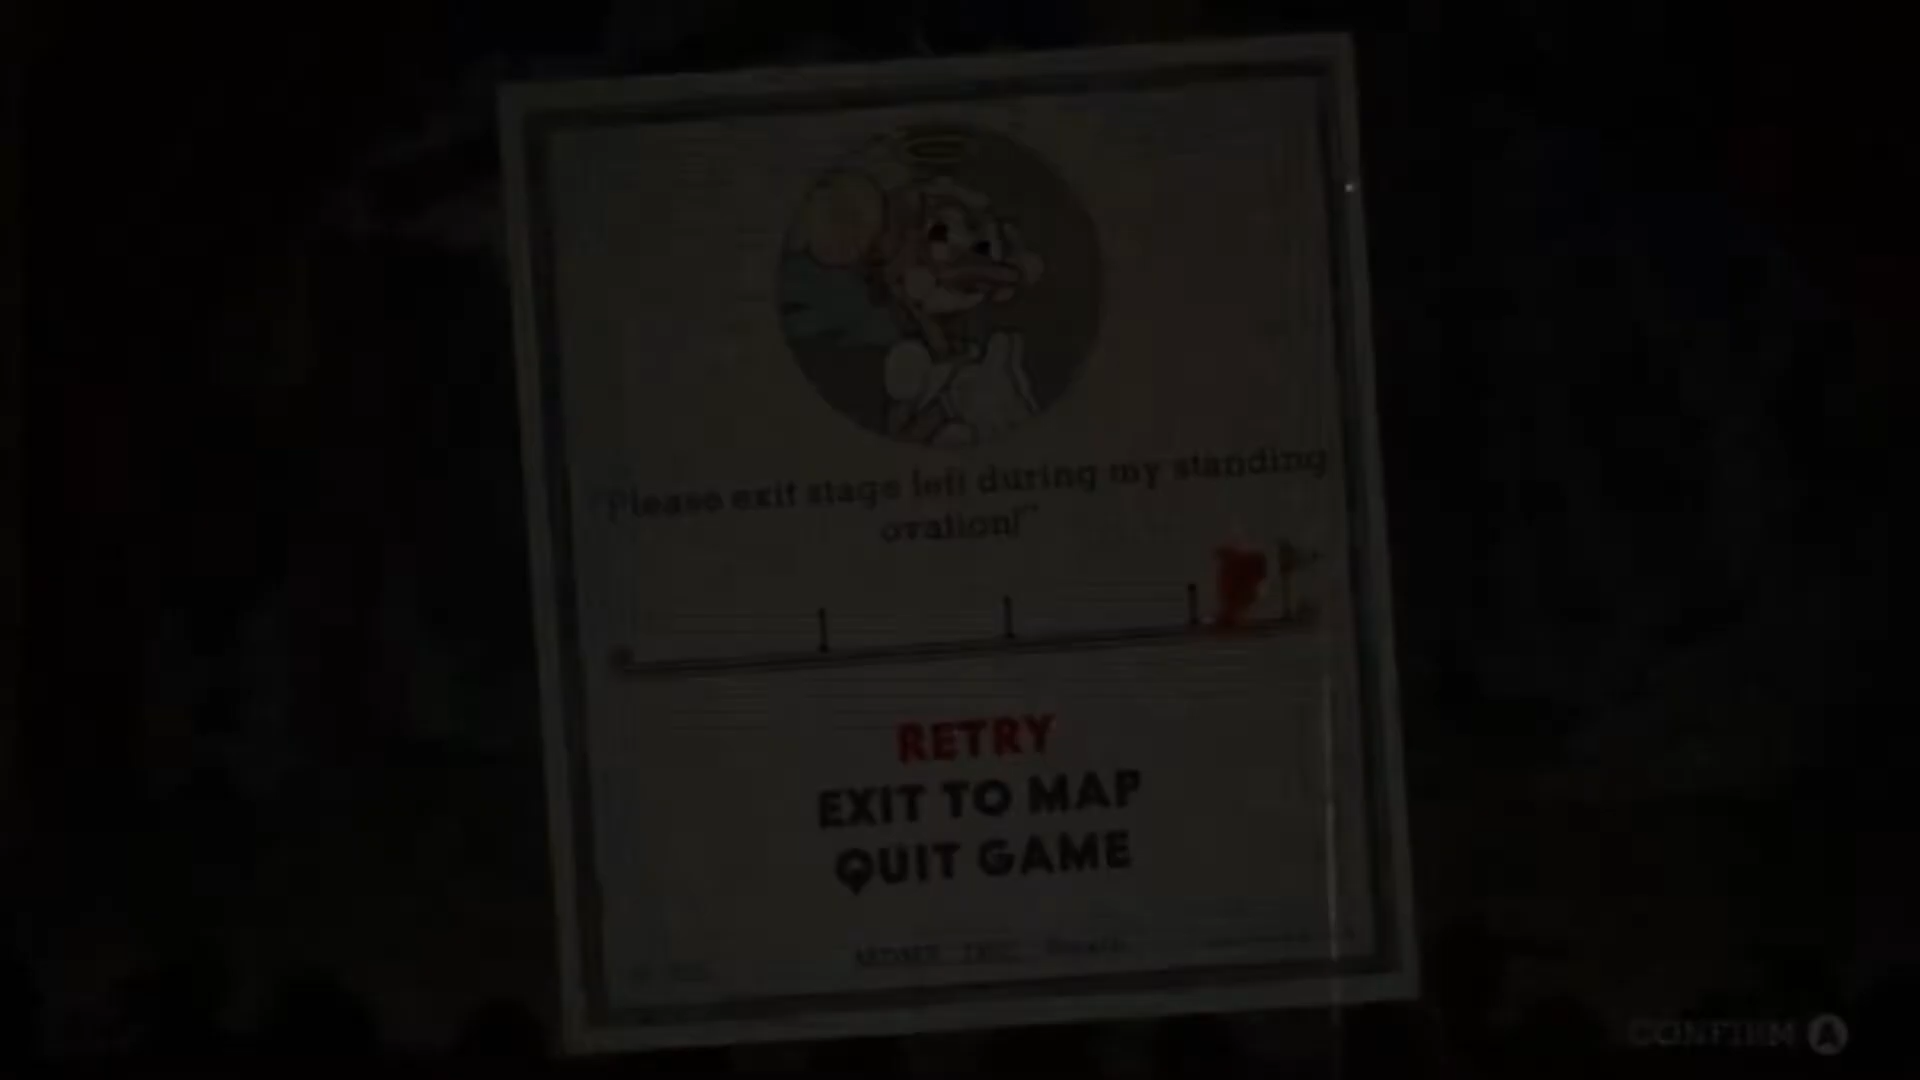 "Please exit stage left during my standing
ovation!"
RETRY
EXIT TO MAP
QUIT GAME
CONFIRM A